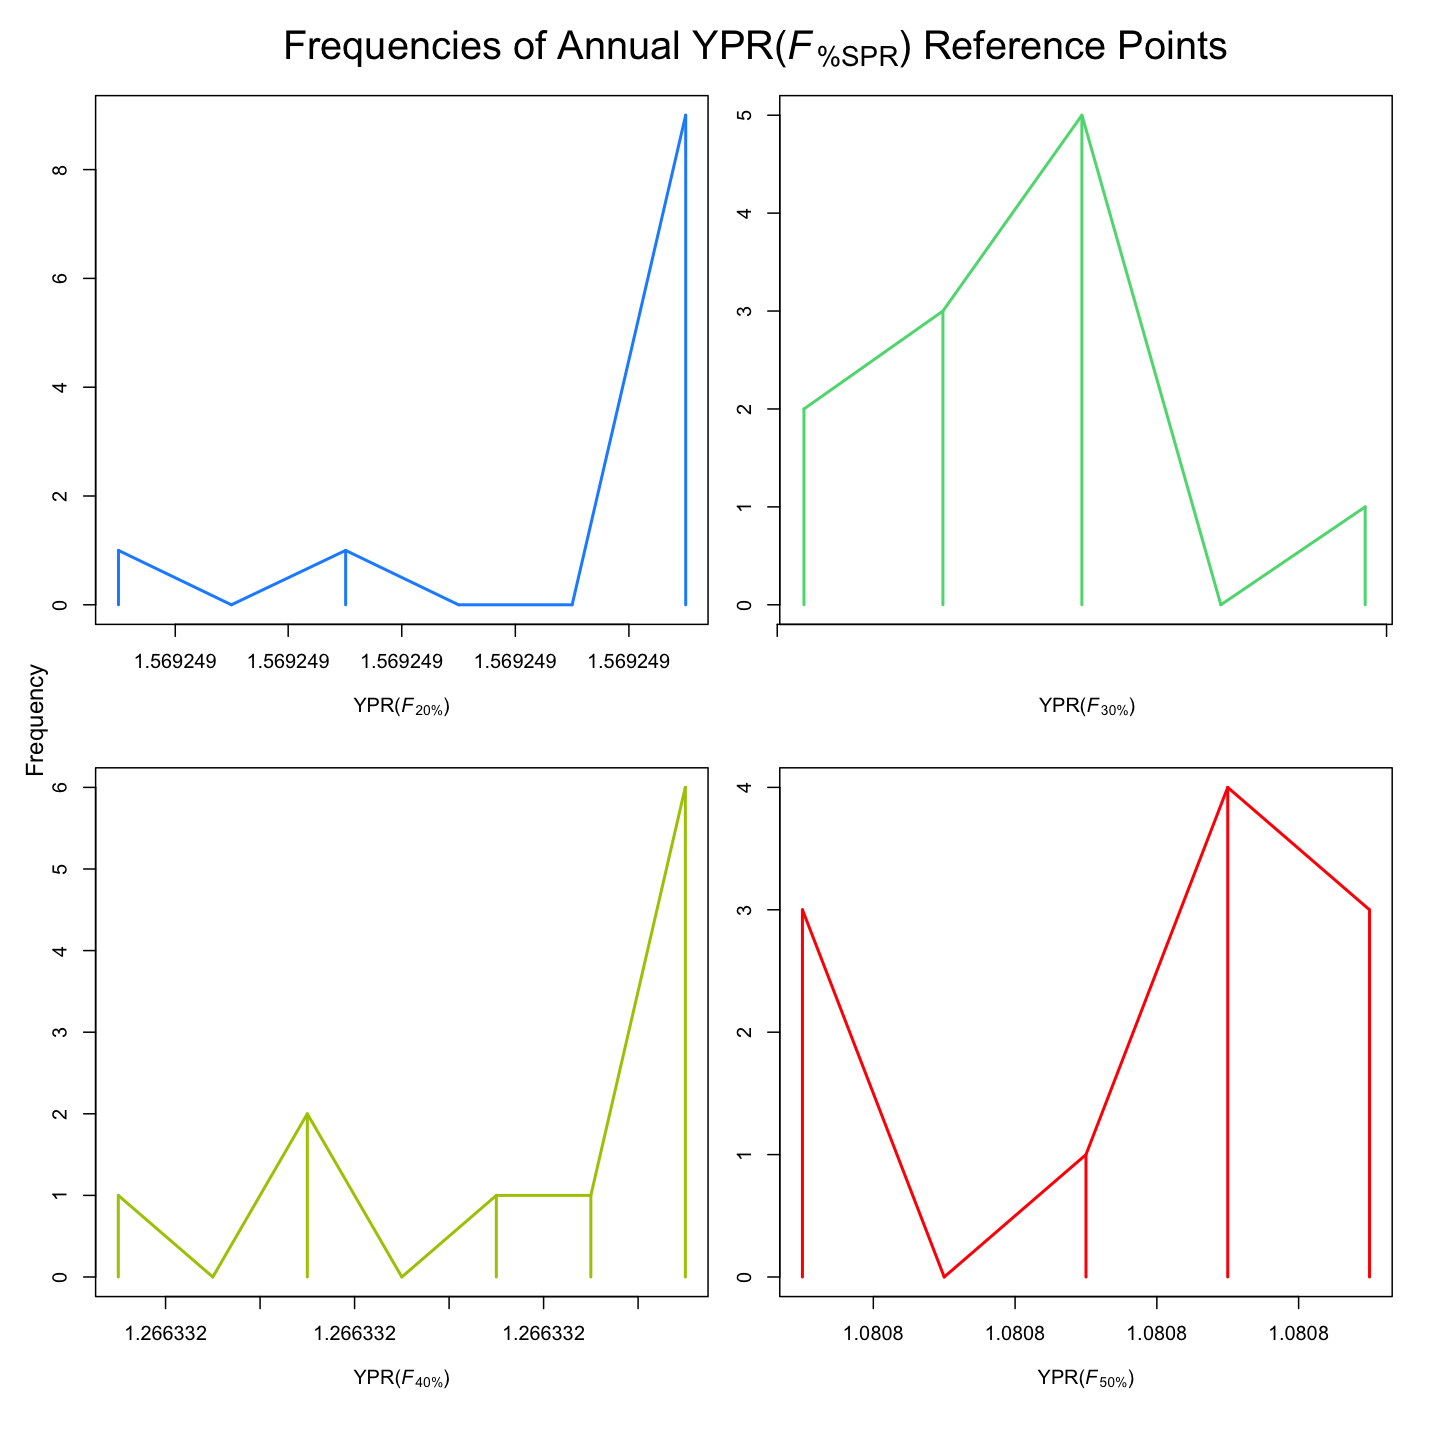 Frequencies of Annual YPR(F%SPR) Reference Points
0 2 4 6 8
1.569249 1.569249 1.569249 1.569249 1.569249
YPR(F20%)
0 1 2 3 4 5
YPR(F30%)
Frequency
0 1 2 3 4 5 6
1.266332 1.266332 1.266332
YPR(F40%)
0 1 2 3 4
1.0808 1.0808 1.0808 1.0808
YPR(F50%)